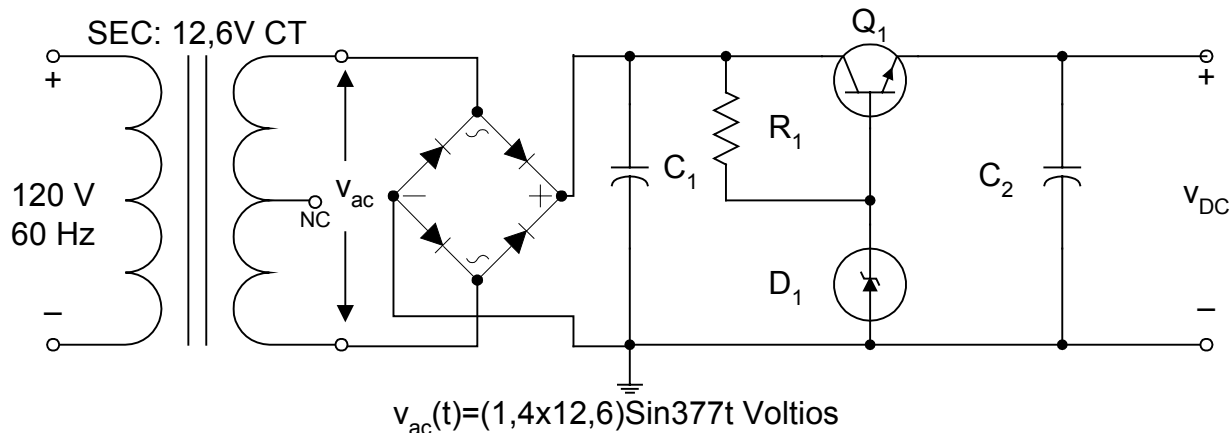 SEC: 12,6V CT
Q1
+
+
R1
C1
C2
120 V
60 Hz
vac
NC
vDC
D1
–
–
vac(t)=(1,4x12,6)Sin377t Voltios